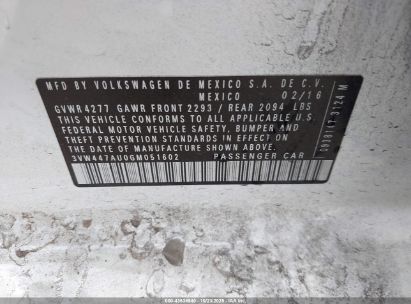 MFD BY VOLKSWAGEN DE MEXICO S.A. DE C.V.
MEXICO 02/16
GVWR 4277 GAWR FRONT 2293 / REAR 2094 LBS
THIS VEHICLE CONFORMS TO ALL APPLICABLE U.S.
FEDERAL MOTOR VEHICLE SAFETY, BUMPER AND
THEFT PREVENTION STANDARDS IN EFFECT ON
THE DATE OF MANUFACTURE SHOWN ABOVE.
3VW447AU0GM051602 PASSENGER CAR